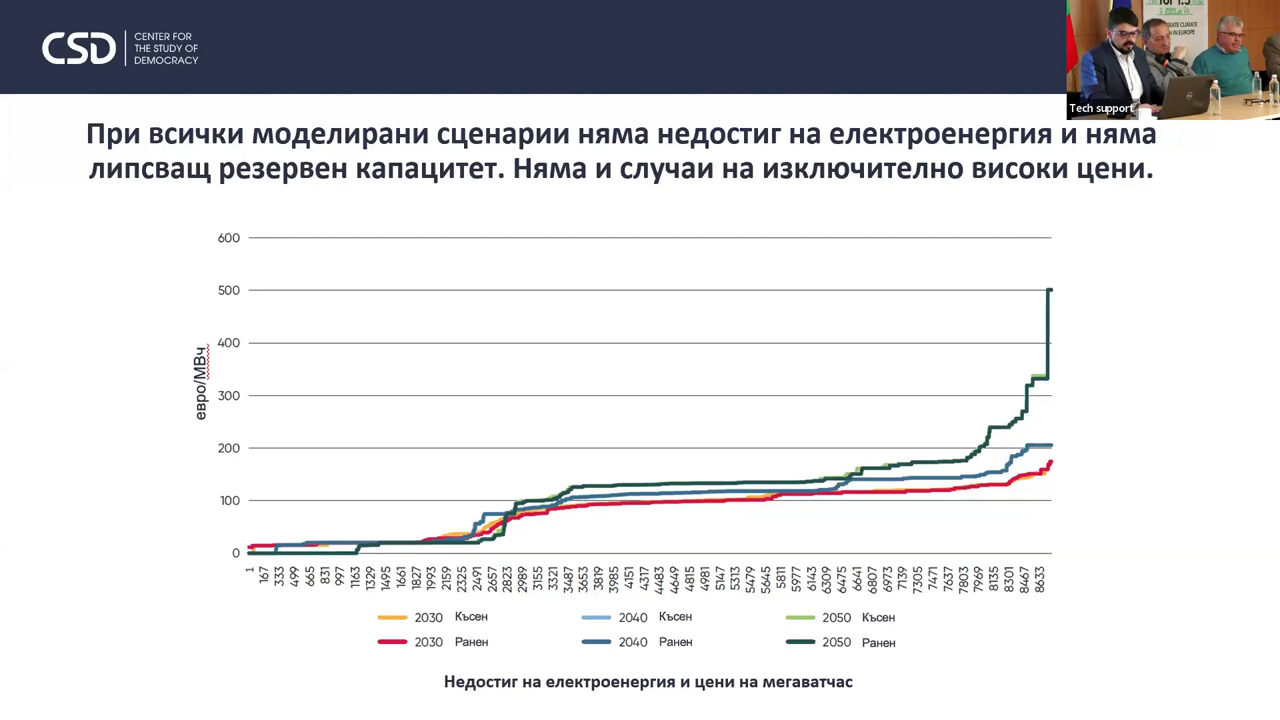 CSD
CENTER FOR
THE STUDY OF
DEMOCRACY
RATE CLIMATE
N IN EUROPE
Tech support
При всички моделирани сценарии няма недостиг на електроенергия и няма
липсващ резервен капацитет. Няма и случаи на изключително високи цени.
евро/МВч
600
500
400
300
200
100
0
1 167 333 499 665 831 997 1163 1329 1495 1661 1827 1993 2159 2325 2491 2657 2823 2989 3155 3321 3487 3653 3819 3985 4151 4317 4483 4649 4815 4981 5147 5313 5479 5645 5811 5977 6143 6309 6475 6641 6807 6973 7139 7305 7471 7637 7803 7969 8135 8301 8467 8633
2030 Късен 2040 Късен 2050 Късен
2030 Ранен 2040 Ранен 2050 Ранен
Недостиг на електроенергия и цени на мегаватчас